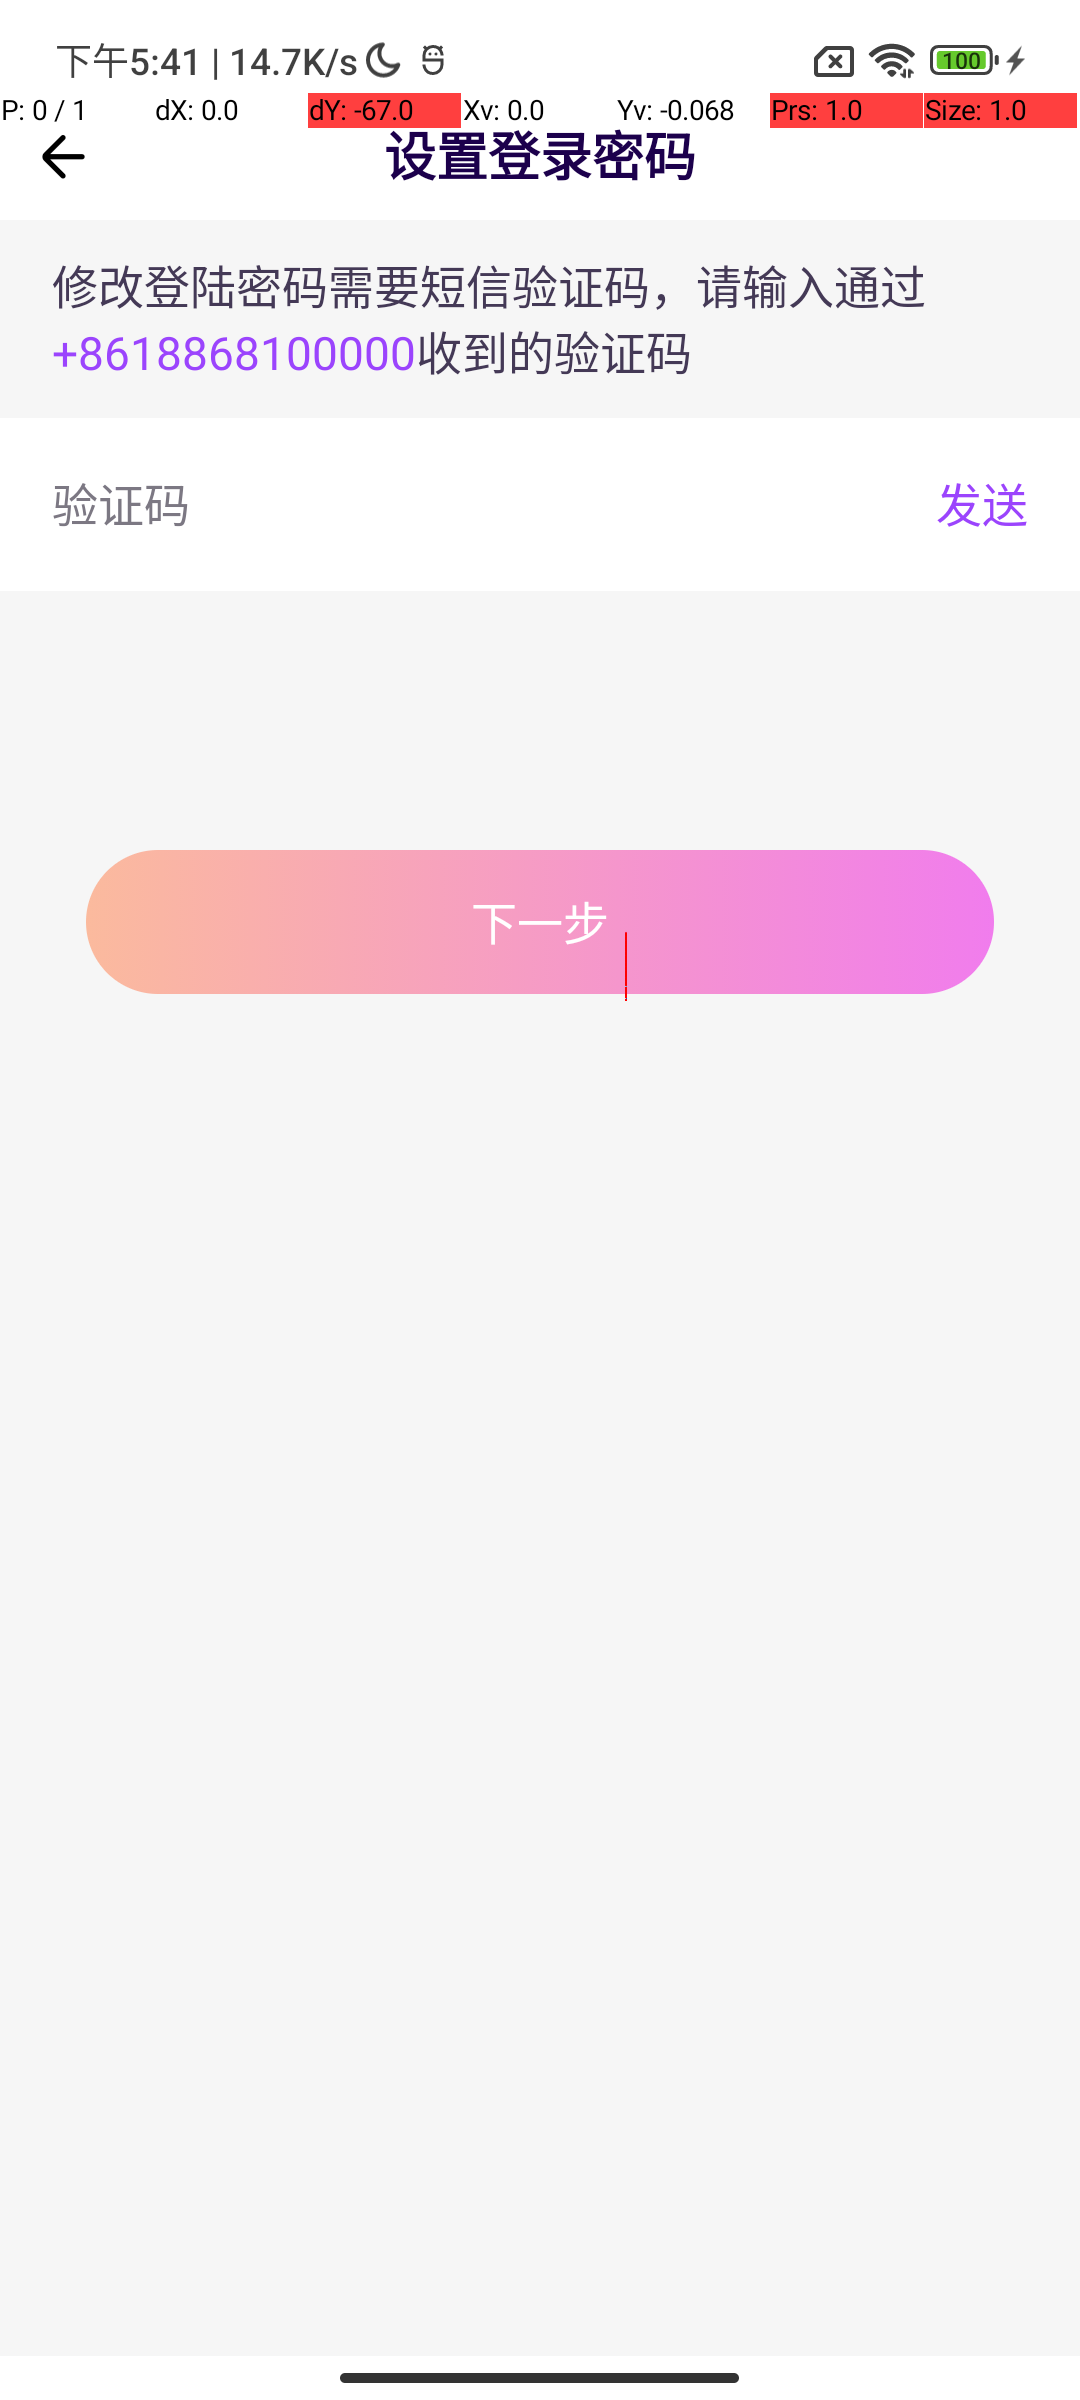 下午5:41 | 14.7K/s
100
P: 0 / 1 dX: 0.0 dY: -67.0 Xv: 0.0 Yv: -0.068 Prs: 1.0 Size: 1.0
设置登录密码
修改登陆密码需要短信验证码，请输入通过
+8618868100000收到的验证码
验证码 发送
下一步